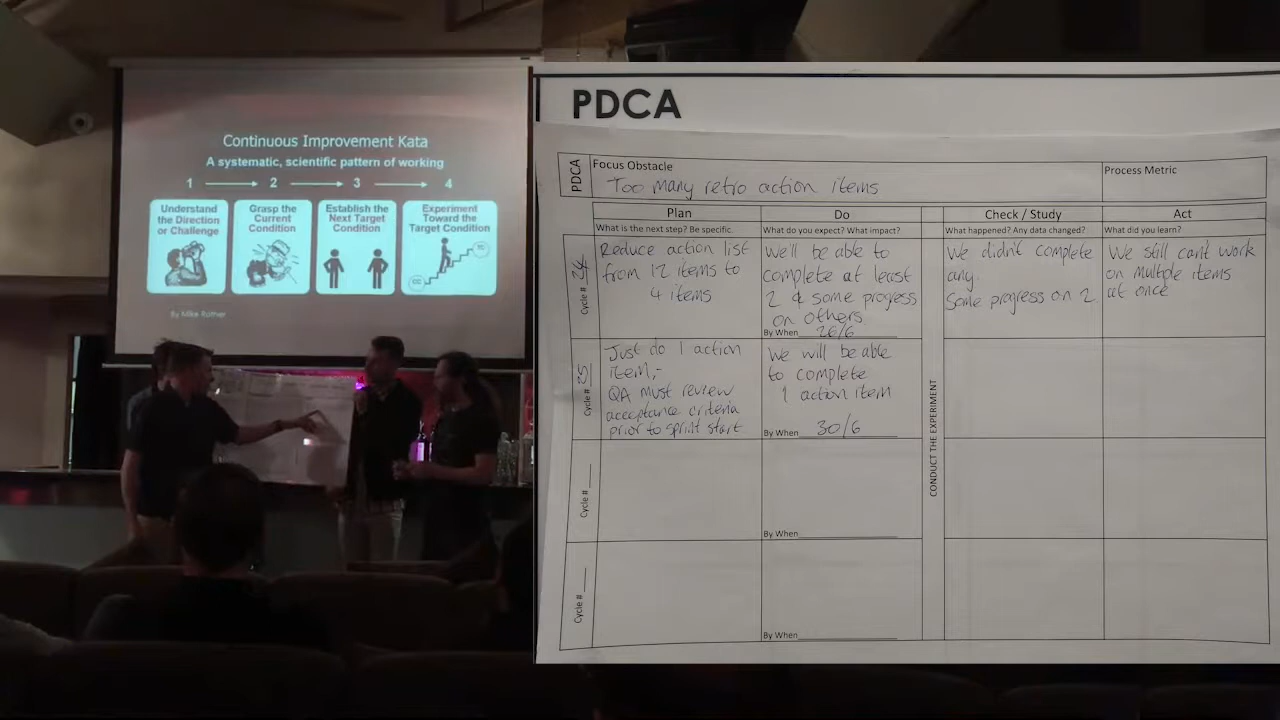 Continuous Improvement Kata
A systematic, scientific pattern of working
1 2 3 4
Understand
the Direction
or Challenge
Grasp the
Current
Condition
Establish the
Next Target
Condition
Experiment
Toward the
Target Condition
By Mike Rother
PDCA
PDCA
Focus Obstacle
Too many retro action items
Process Metric
Plan
Do
Check / Study
Act
What is the next step? Be specific.
What do you expect? What impact?
What happened? Any data changed?
What did you learn?
Cycle # 24
Reduce action list
from 12 items to
4 items
We'll be able to
complete at least
2 & some progress
on others
By When 26/6
We didn't complete
any.
Some progress on 2
We still can't work
on multiple items
at once
Cycle # 25
Just do 1 action
item,-
QA must review
acceptance criteria
prior to sprint start
We will be able
to complete
1 action item
By When 30/6
CONDUCT THE EXPERIMENT
Cycle #
By When
Cycle #
By When